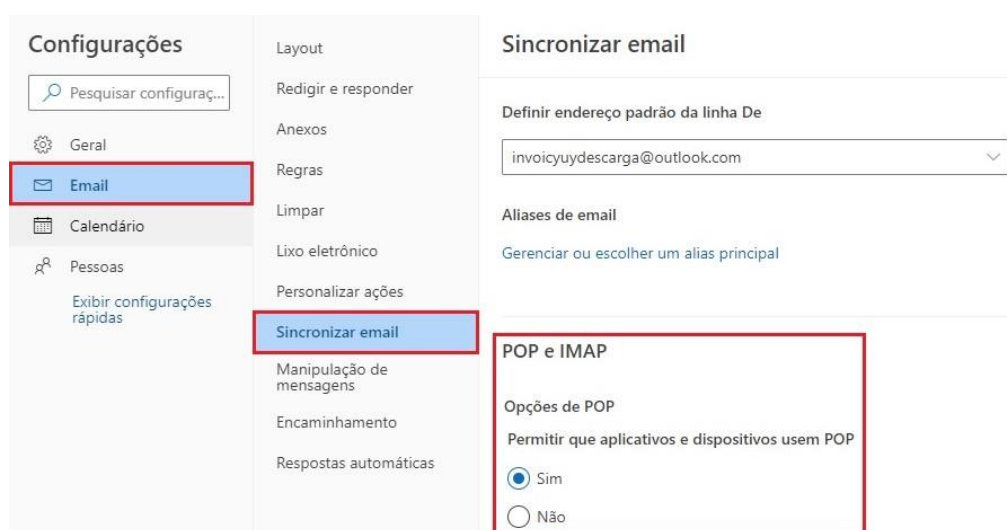 Configurações
Pesquisar configuraç...
Geral
Email
Calendário
Pessoas
Exibir configurações
rápidas
Layout
Redigir e responder
Anexos
Regras
Limpar
Lixo eletrônico
Personalizar ações
Sincronizar email
Manipulação de
mensagens
Encaminhamento
Respostas automáticas
Sincronizar email
Definir endereço padrão da linha De
invoicyuydescarga@outlook.com
Aliases de email
Gerenciar ou escolher um alias principal
POP e IMAP
Opções de POP
Permitir que aplicativos e dispositivos usem POP
Sim
Não